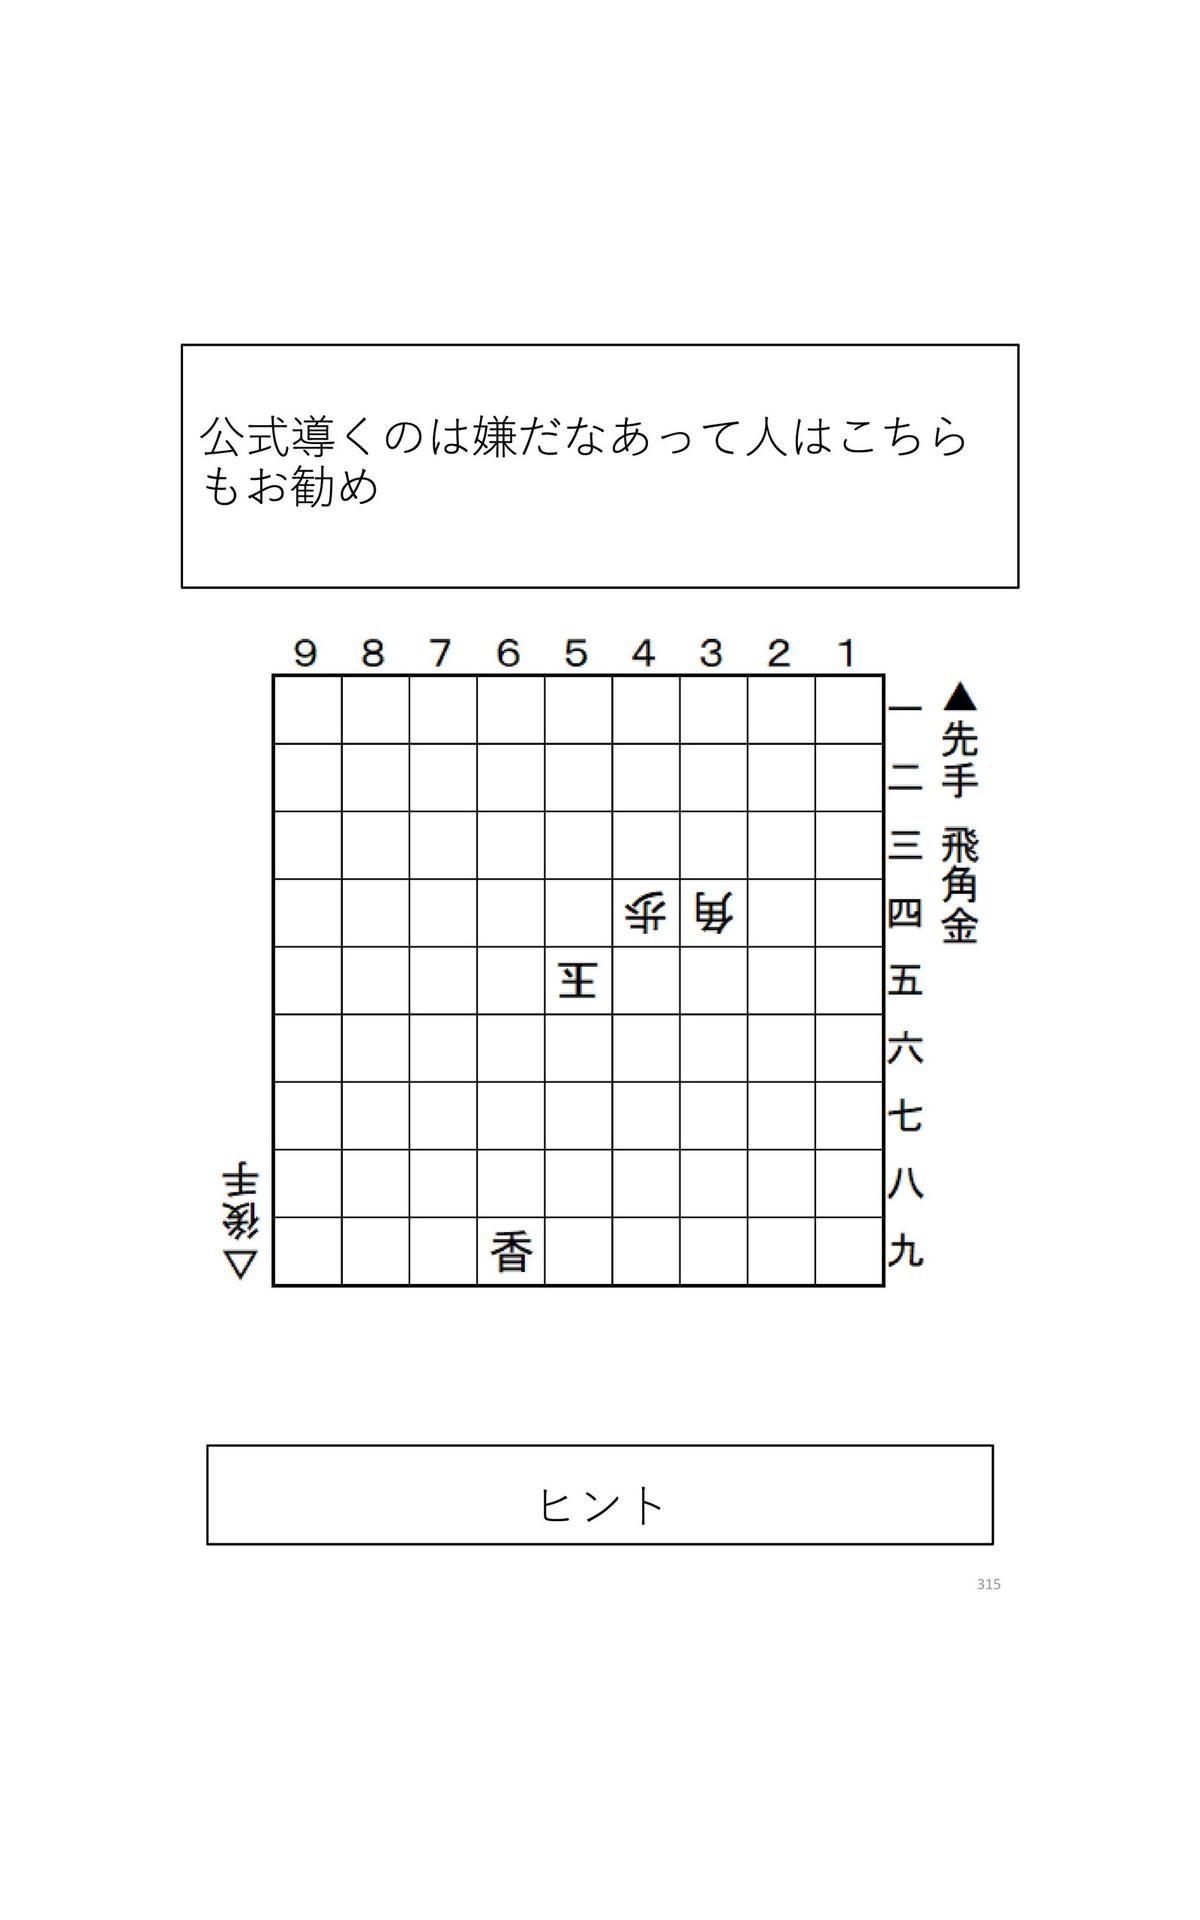 公式導くのは嫌だなあって人はこちら
もお勧め
9 8 7 6 5 4 3 2 1
一
二
三
四
五
六
七
八
九
▲先手 飛角金
歩 角
王
香
△後手
ヒント
315